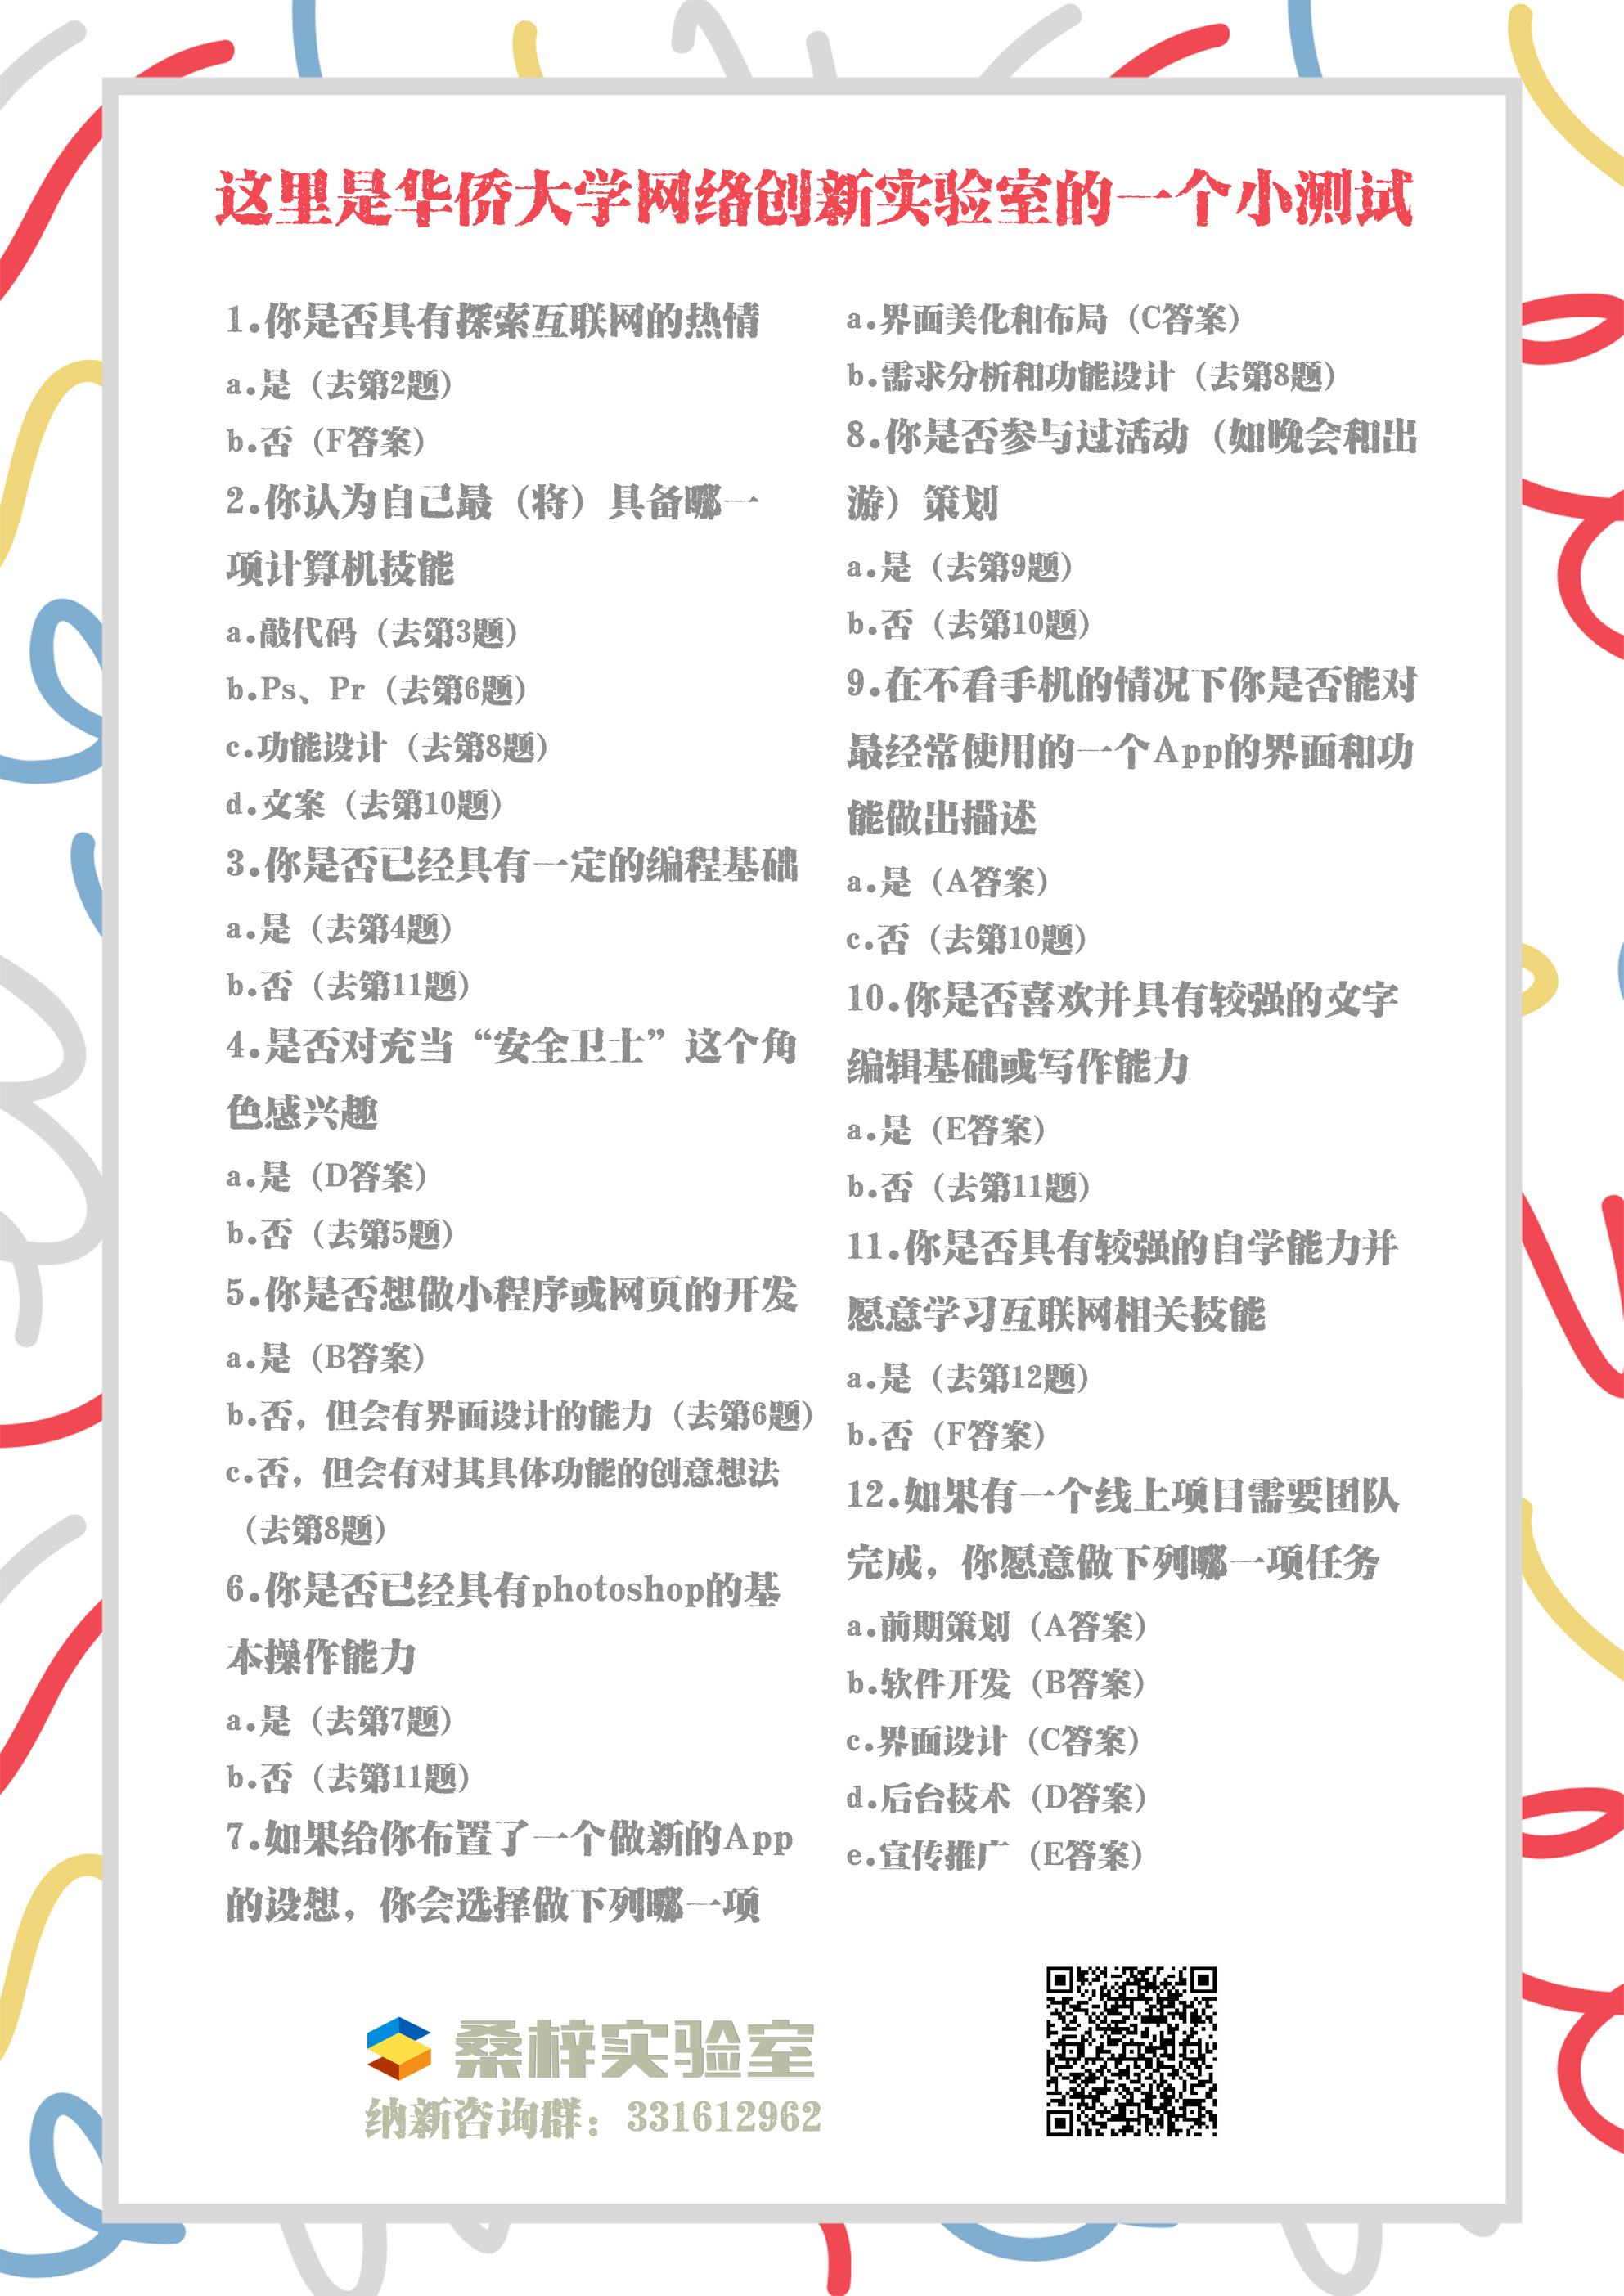 这里是华侨大学网络创新实验室的一个小测试
1.你是否具有探索互联网的热情
a.是（去第2题）
b.否（F答案）
2.你认为自己最（将）具备哪一
项计算机技能
a.敲代码（去第3题）
b.Ps、Pr（去第6题）
c.功能设计（去第8题）
d.文案（去第10题）
3.你是否已经具有一定的编程基础
a.是（去第4题）
b.否（去第11题）
4.是否对充当“安全卫士”这个角
色感兴趣
a.是（D答案）
b.否（去第5题）
5.你是否想做小程序或网页的开发
a.是（B答案）
b.否，但会有界面设计的能力（去第6题）
c.否，但会有对其具体功能的创意想法
（去第8题）
6.你是否已经具有photoshop的基
本操作能力
a.是（去第7题）
b.否（去第11题）
7.如果给你布置了一个做新的App
的设想，你会选择做下列哪一项
a.界面美化和布局（C答案）
b.需求分析和功能设计（去第8题）
8.你是否参与过活动（如晚会和出
游）策划
a.是（去第9题）
b.否（去第10题）
9.在不看手机的情况下你是否能对
最经常使用的一个App的界面和功
能做出描述
a.是（A答案）
c.否（去第10题）
10.你是否喜欢并具有较强的文字
编辑基础或写作能力
a.是（E答案）
b.否（去第11题）
11.你是否具有较强的自学能力并
愿意学习互联网相关技能
a.是（去第12题）
b.否（F答案）
12.如果有一个线上项目需要团队
完成，你愿意做下列哪一项任务
a.前期策划（A答案）
b.软件开发（B答案）
c.界面设计（C答案）
d.后台技术（D答案）
e.宣传推广（E答案）
桑梓实验室
纳新咨询群：331612962